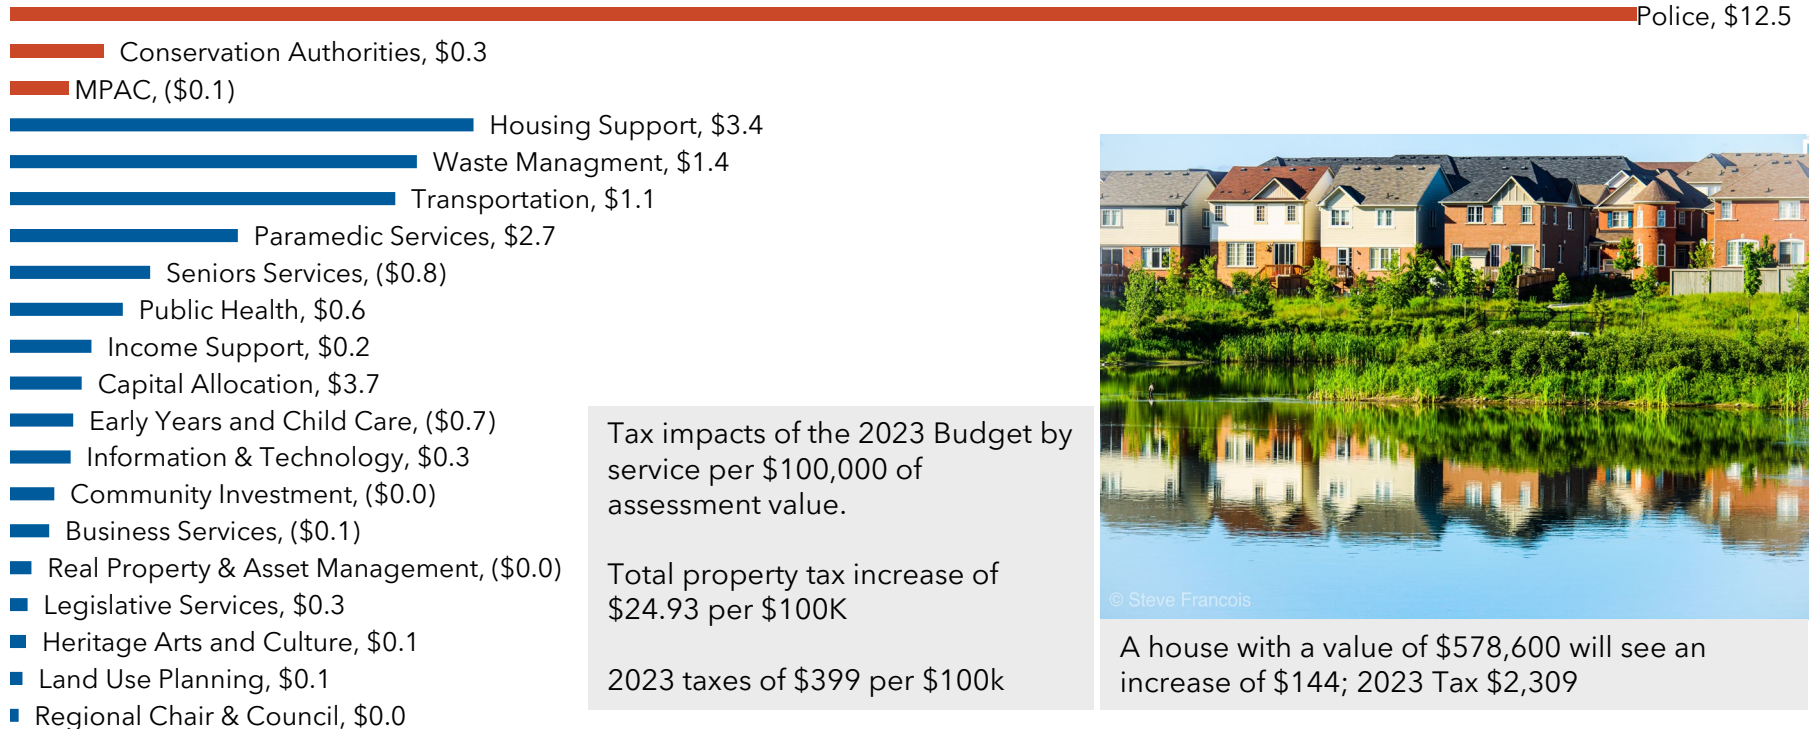 Police, $12.5
Conservation Authorities, $0.3
MPAC, ($0.1)
Housing Support, $3.4
Waste Managment, $1.4
Transportation, $1.1
Paramedic Services, $2.7
Seniors Services, ($0.8)
Public Health, $0.6
Income Support, $0.2
Capital Allocation, $3.7
Early Years and Child Care, ($0.7)
Information & Technology, $0.3
Community Investment, ($0.0)
Business Services, ($0.1)
Real Property & Asset Management, ($0.0)
Legislative Services, $0.3
Heritage Arts and Culture, $0.1
Land Use Planning, $0.1
Regional Chair & Council, $0.0
Tax impacts of the 2023 Budget by
service per $100,000 of
assessment value.
Total property tax increase of
$24.93 per $100K
2023 taxes of $399 per $100k
© Steve Francois
A house with a value of $578,600 will see an
increase of $144; 2023 Tax $2,309